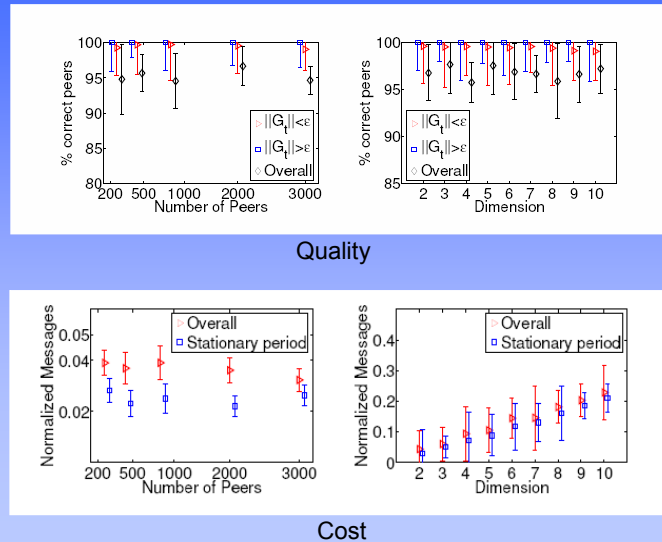 % correct peers
100
95
90
85
80
||G_t||<ε
||G_t||>ε
Overall
200 500 1000 2000 3000
Number of Peers
% correct peers
100
95
90
85
||G_t||<ε
||G_t||>ε
Overall
2 3 4 5 6 7 8 9 10
Dimension
Quality
Normalized Messages
0.05
0.04
0.02
Overall
Stationary period
200 500 1000 2000 3000
Number of Peers
Normalized Messages
0.4
0.3
0.2
0.1
0
Overall
Stationary period
2 3 4 5 6 7 8 9 10
Dimension
Cost